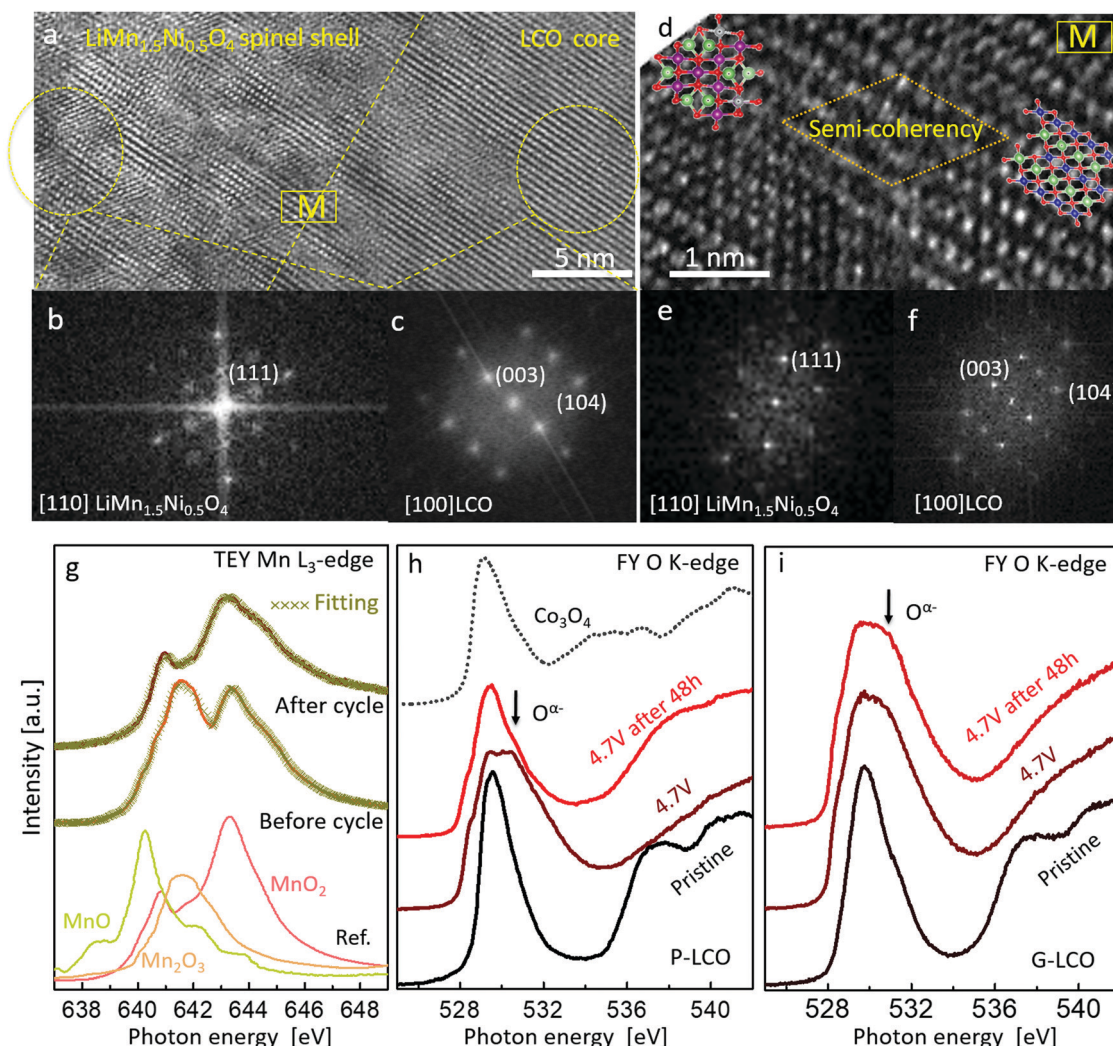 a
LiMn1.5Ni0.5O4 spinel shell
LCO core
M
5 nm
d
M
Semi-coherency
1 nm
b
(111)
[110] LiMn1.5Ni0.5O4
c
(003)
(104)
[100]LCO
e
(111)
[110] LiMn1.5Ni0.5O4
f
(003)
(104
[100]LCO
g
TEY Mn L3-edge
×××× Fitting
After cycle
Before cycle
MnO
MnO2
Mn2O3
Ref.
638 640 642 644 646 648
Photon energy [eV]
Intensity [a.u.]
h
FY O K-edge
Co3O4
Oα-
4.7V after 48h
4.7V
Pristine
P-LCO
528 532 536 540
Photon energy [eV]
i
FY O K-edge
Oα-
4.7V after 48h
4.7V
Pristine
G-LCO
528 532 536 540
Photon energy [eV]